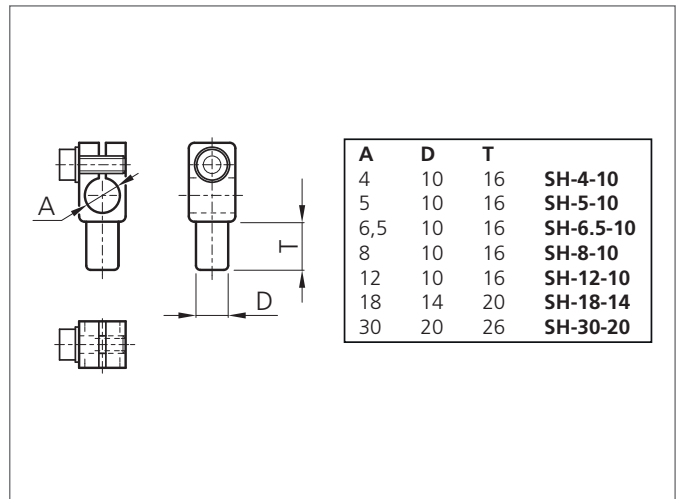 A
T
D
A D T
4 10 16 SH-4-10
5 10 16 SH-5-10
6,5 10 16 SH-6.5-10
8 10 16 SH-8-10
12 10 16 SH-12-10
18 14 20 SH-18-14
30 20 26 SH-30-20